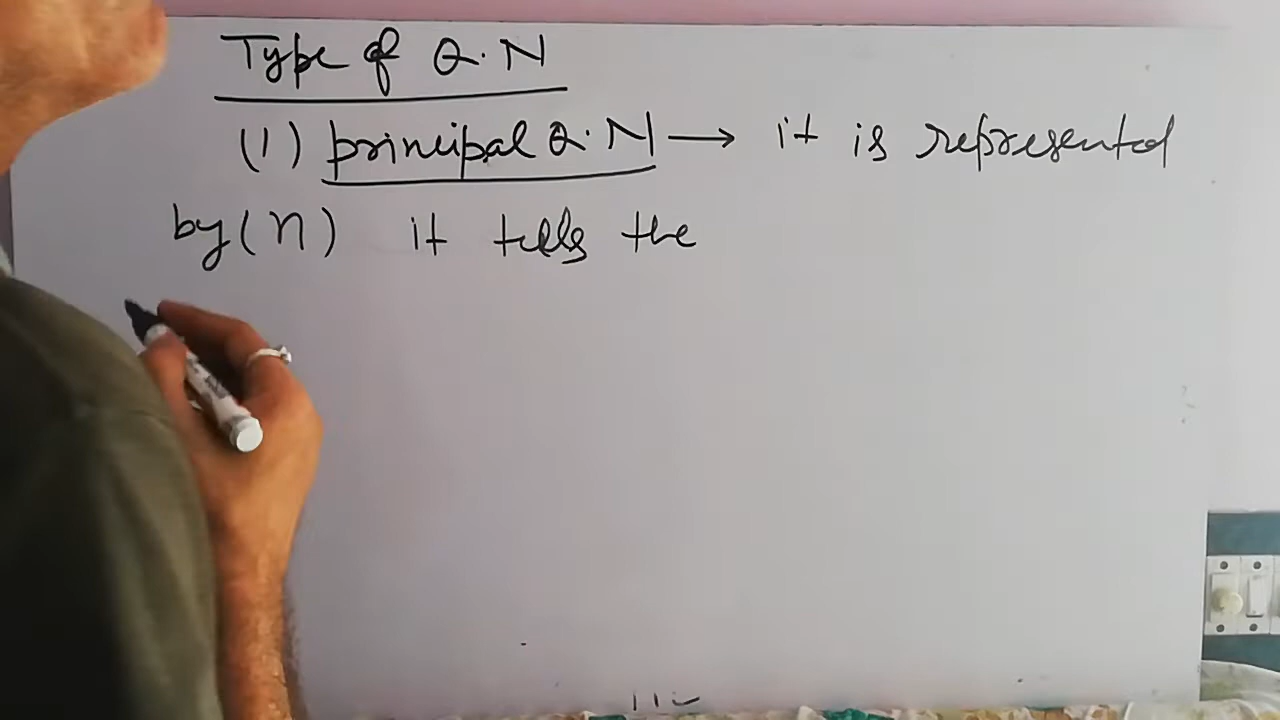 Type of Q.N
(1) principal Q.N → it is represented
by (n) it tells the